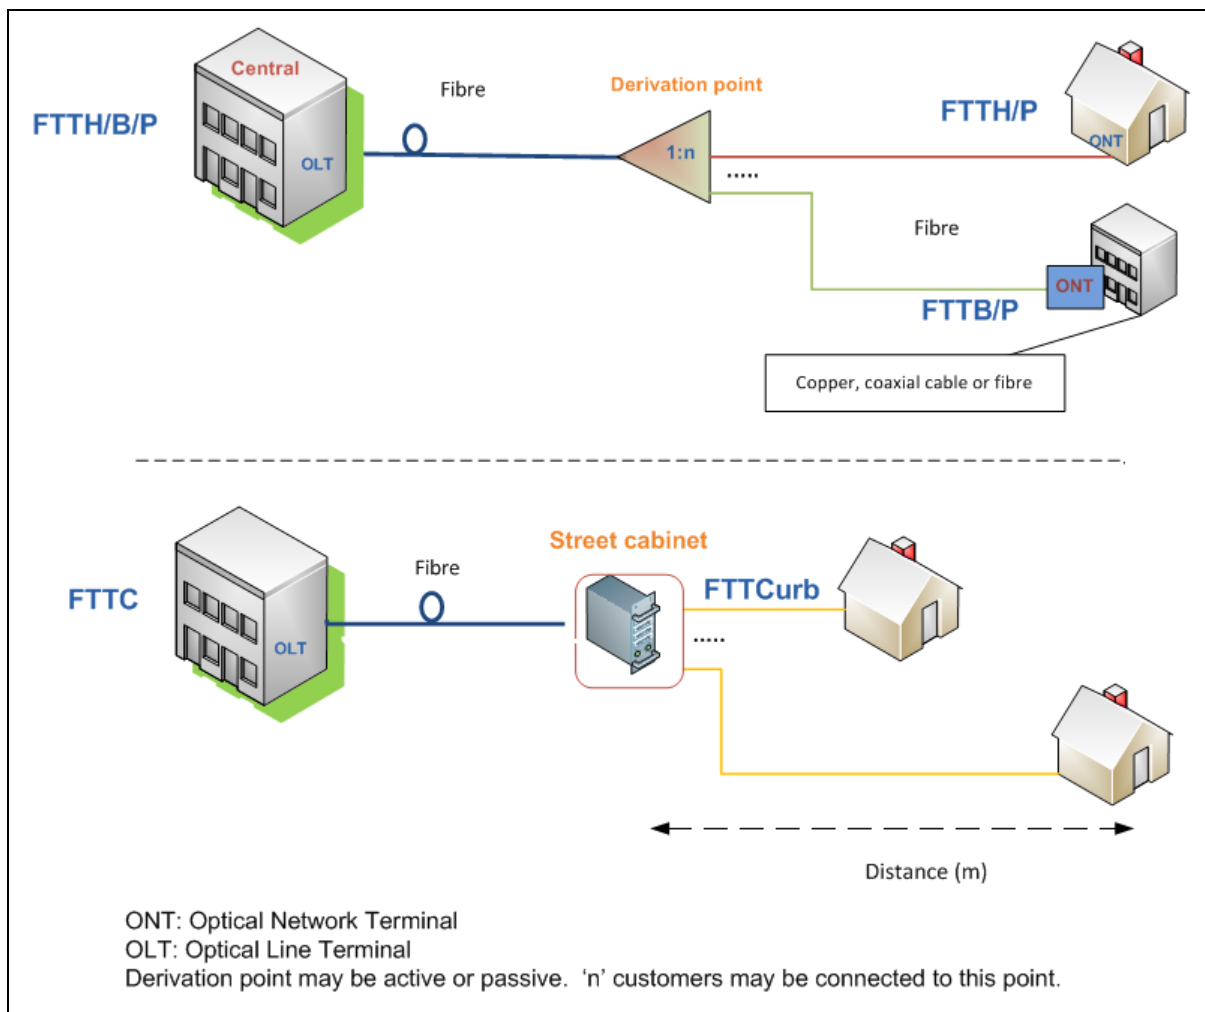 Central
Fibre
Derivation point
FTTH/P
FTTH/B/P
OLT
1:n
ONT
.....
Fibre
ONT
FTTB/P
Copper, coaxial cable or fibre
Street cabinet
Fibre
FTTCurb
FTTC
.....
OLT
Distance (m)
ONT: Optical Network Terminal
OLT: Optical Line Terminal
Derivation point may be active or passive.  ‘n’ customers may be connected to this point.